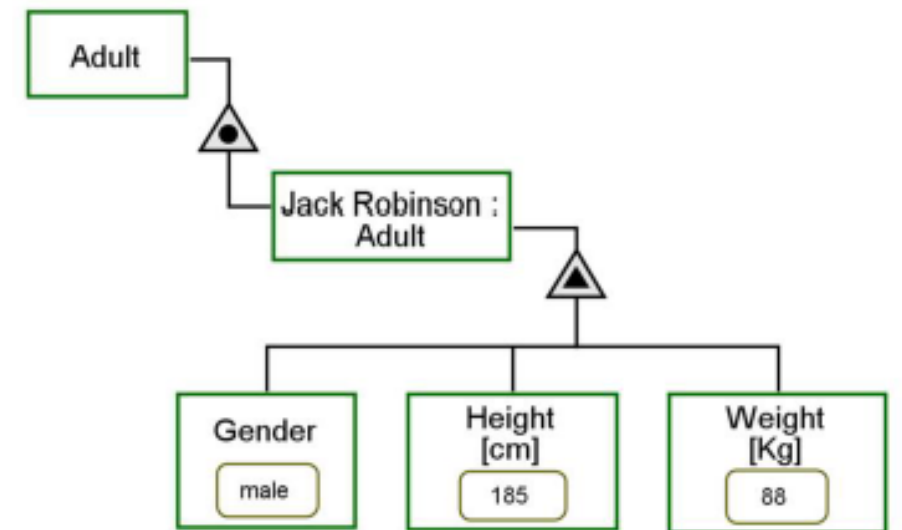 Adult
Jack Robinson :
Adult
Gender
male
Height
[cm]
185
Weight
[Kg]
88